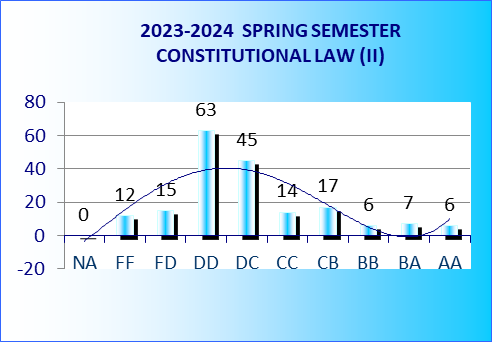 2023-2024 SPRING SEMESTER
CONSTITUTIONAL LAW (II)
80
60
40
20
0
-20
0 12 15 63 45 14 17 6 7 6
NA FF FD DD DC CC CB BB BA AA